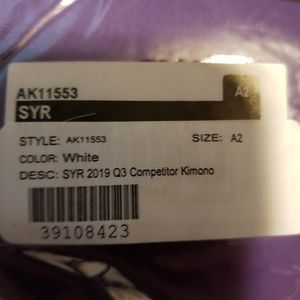 AK11553 A2
SYR
STYLE: AK11553 SIZE: A2
COLOR: White
DESC: SYR 2019 Q3 Competitor Kimono
39108423